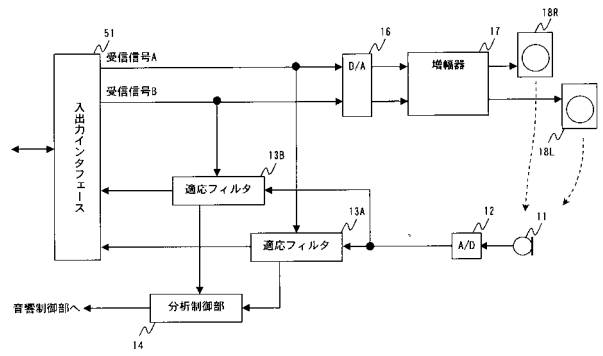 51
受信信号A
受信信号B
入出力インタフェース
16
D/A
17
増幅器
18R
18L
13B
適応フィルタ
13A
適応フィルタ
12
A/D
11
音響制御部へ
分析制御部
14